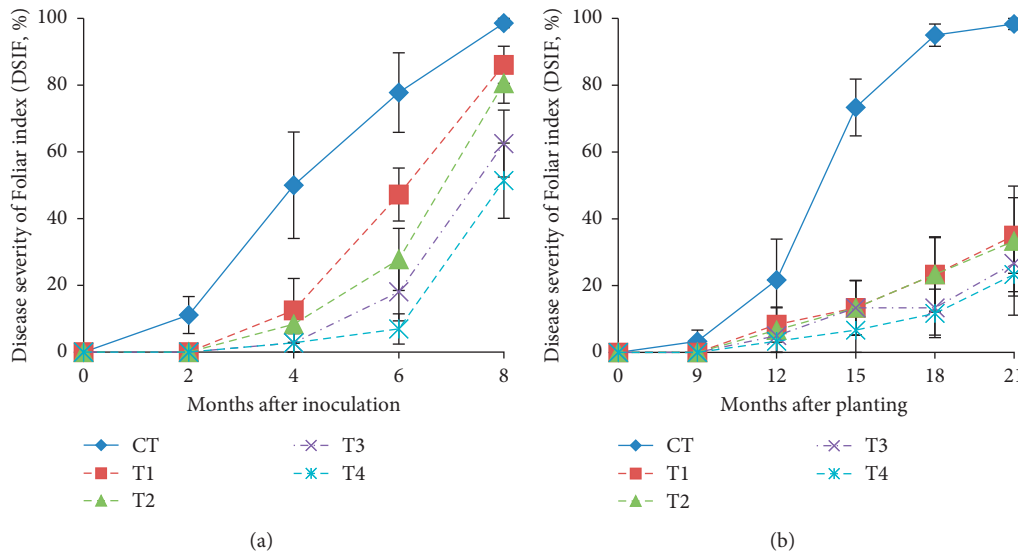 Disease severity of Foliar index (DSIF, %)
100
80
60
40
20
0
0 2 4 6 8
Months after inoculation
CT T3
T1 T4
T2
(a)
Disease severity of Foliar index (DSIF, %)
100
80
60
40
20
0
0 9 12 15 18 21
Months after planting
CT T3
T1 T4
T2
(b)